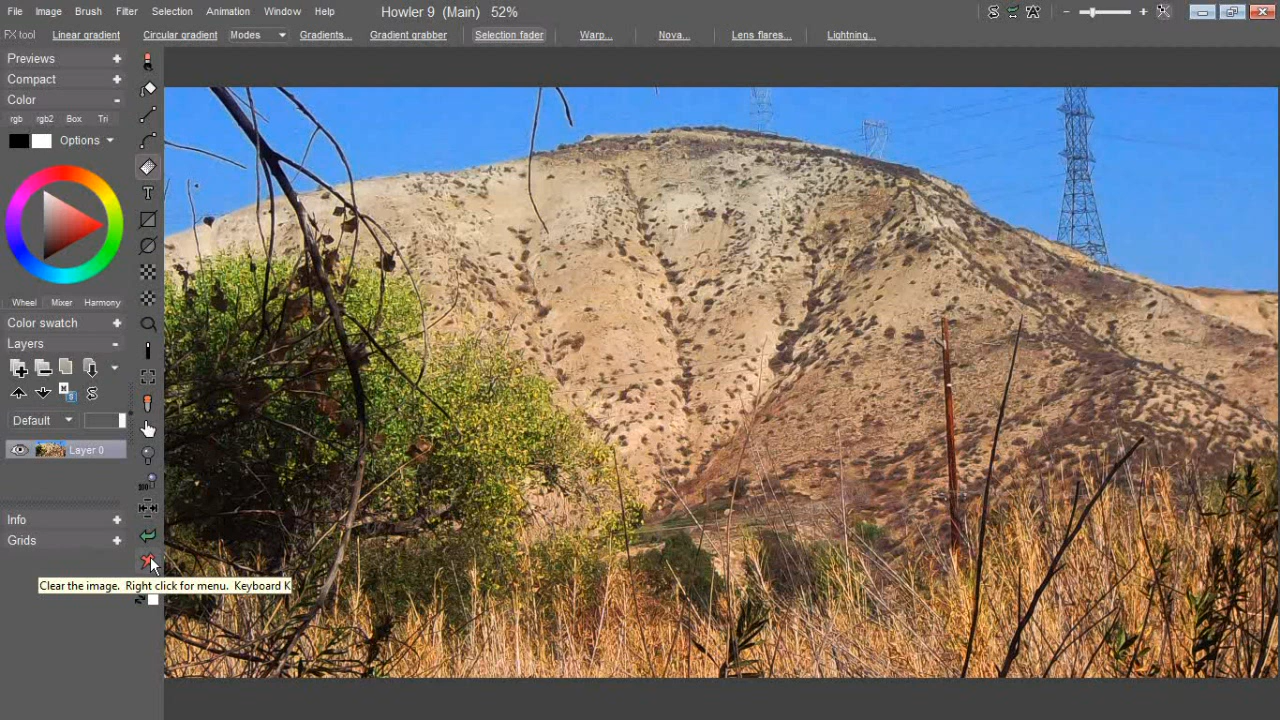 File Image Brush Filter Selection Animation Window Help Howler 9 (Main) 52%
FX tool Linear gradient Circular gradient Modes Gradients... Gradient grabber Selection fader Warp... Nova... Lens flares... Lightning...
Previews
Compact
Color
rgb rgb2 Box Tri
Options
Wheel Mixer Harmony
Color swatch
Layers
Default
Layer 0
Info
Grids
Clear the image. Right click for menu. Keyboard K